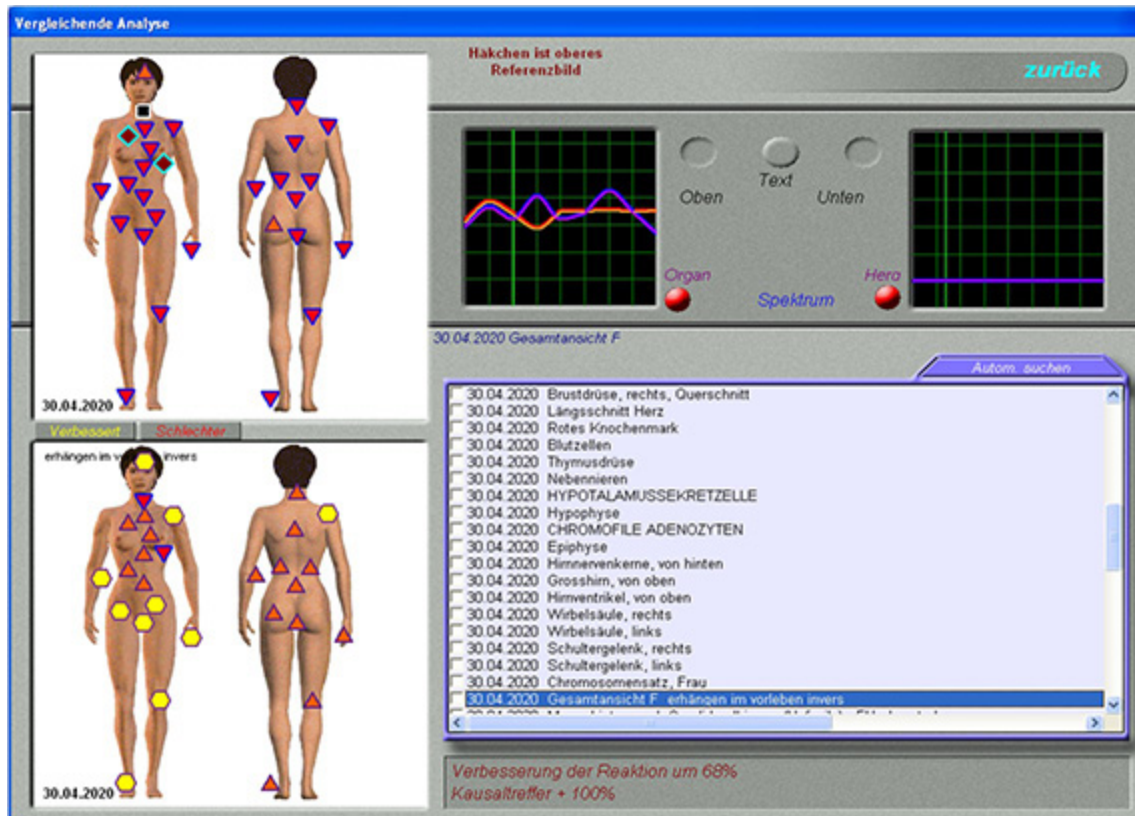 Vergleichende Analyse
Häkchen ist oberes
Referenzbild
zurück
Oben
Text
Unten
Organ
Hero
Spektrum
30.04.2020
30.04.2020 Gesamtansicht F
Autom. suchen
Verbessert
Schlechter
erhängen im vorleben invers
30.04.2020
30.04.2020 Brustdrüse, rechts, Querschnitt
30.04.2020 Längsschnitt Herz
30.04.2020 Rotes Knochenmark
30.04.2020 Blutzellen
30.04.2020 Thymusdrüse
30.04.2020 Nebennieren
30.04.2020 HYPOTALAMUSSEKRETZELLE
30.04.2020 Hypophyse
30.04.2020 CHROMOFILE ADENOZYTEN
30.04.2020 Epiphyse
30.04.2020 Hirnnervenkerne, von hinten
30.04.2020 Grosshirn, von oben
30.04.2020 Hirnventrikel, von oben
30.04.2020 Wirbelsäule, rechts
30.04.2020 Wirbelsäule, links
30.04.2020 Schultergelenk, rechts
30.04.2020 Schultergelenk, links
30.04.2020 Chromosomensatz, Frau
30.04.2020 Gesamtansicht F erhängen im vorleben invers
Verbesserung der Reaktion um 68%
Kausaltreffer + 100%